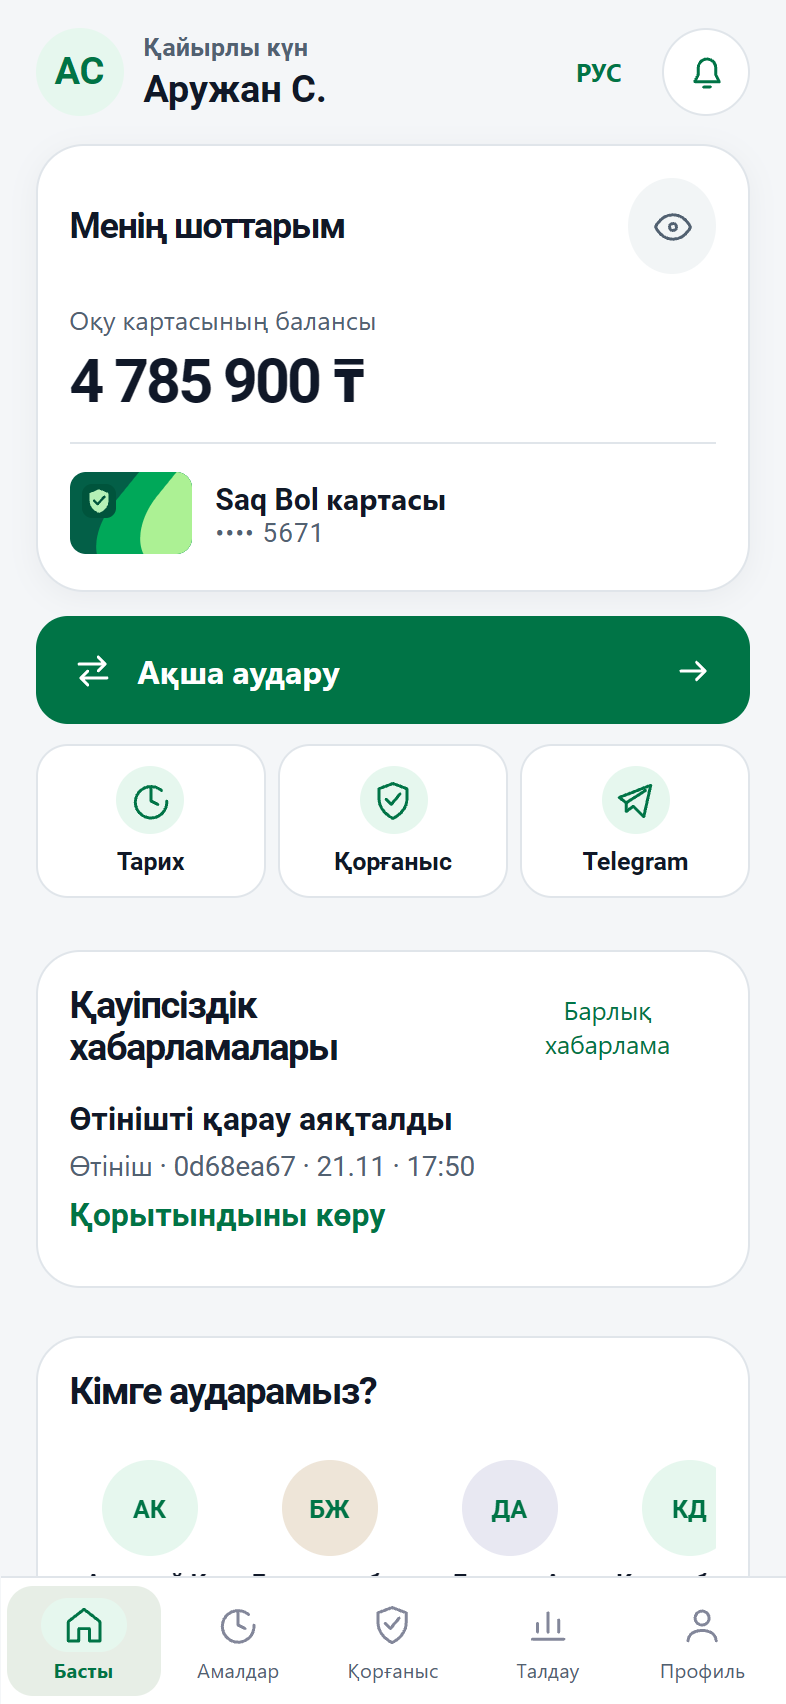 АС
Қайырлы күн
Аружан С.
РУС
Менің шоттарым
Оқу картасының балансы
4 785 900 ₸
Saq Bol картасы
•••• 5671
Ақша аудару
Тарих
Қорғаныс
Telegram
Қауіпсіздік
хабарламалары
Барлық
хабарлама
Өтінішті қарау аяқталды
Өтініш · 0d68ea67 · 21.11 · 17:50
Қорытындыны көру
Кімге аударамыз?
АК
БЖ
ДА
КД
Басты
Амалдар
Қорғаныс
Талдау
Профиль